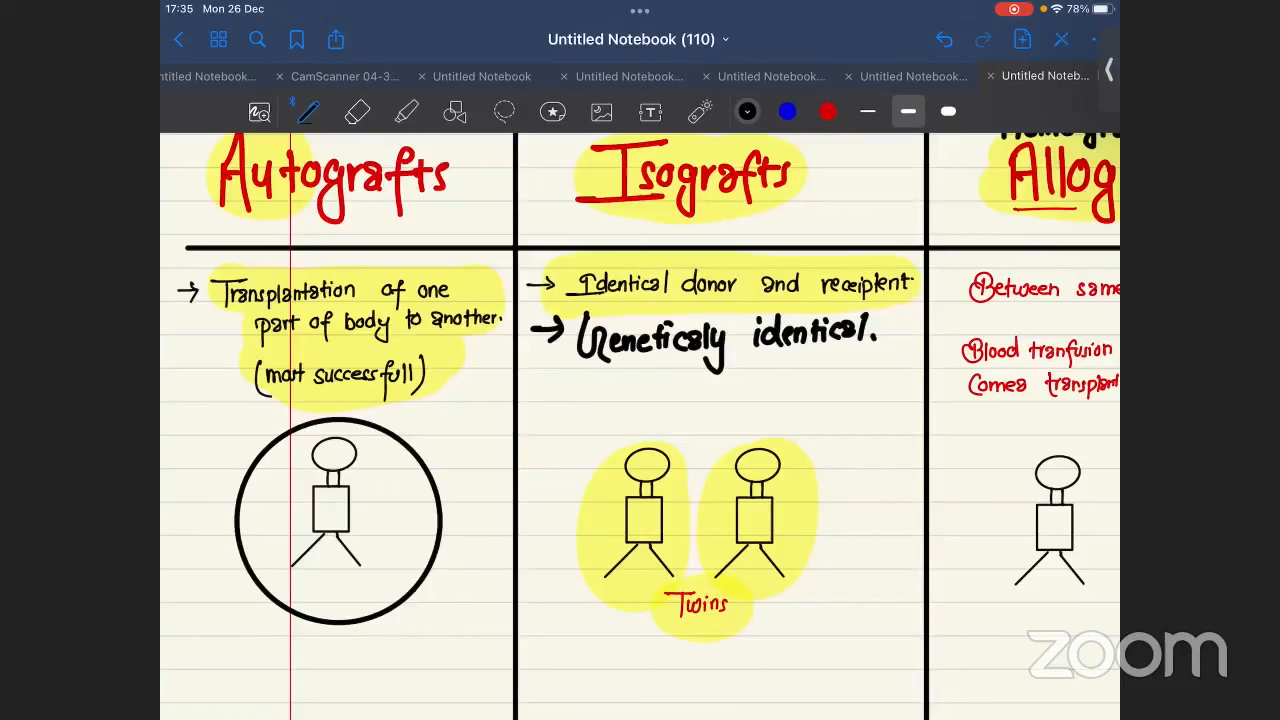 17:35 Mon 26 Dec
78%
Untitled Notebook (110)
ntitled Notebook...
CamScanner 04-3...
Untitled Notebook
Untitled Notebook...
Untitled Notebook...
Untitled Notebook...
Untitled Noteb...
Autografts
→ Transplantation of one
part of body to another.
(most successfull)
Isografts
→ Identical donor and receipient.
→ Geneticaly identical.
Twins
Allog
Between same
Blood tranfusion
Cornea transplant
zoom